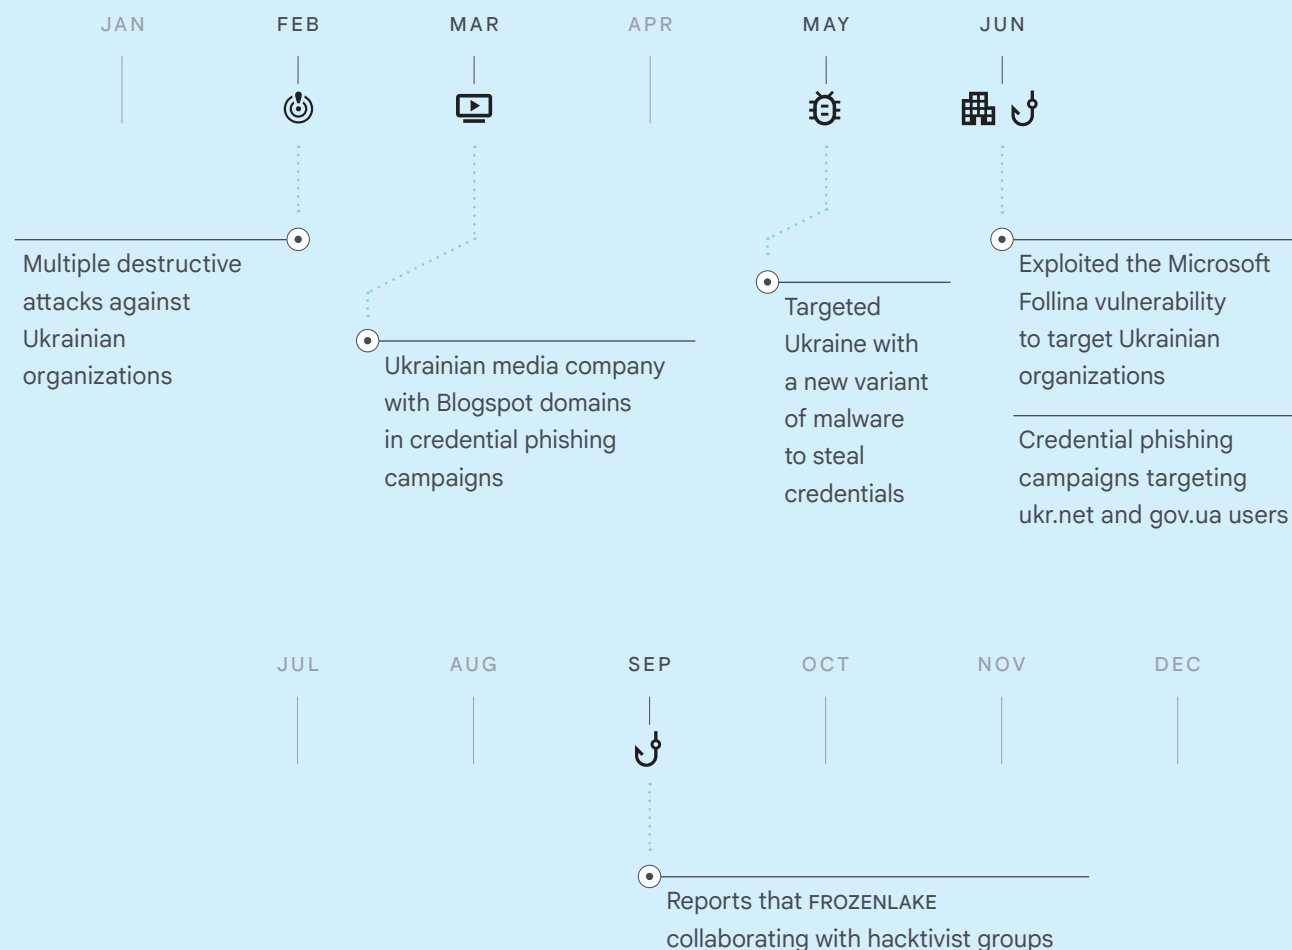 JAN FEB MAR APR MAY JUN
Multiple destructive
attacks against
Ukrainian
organizations
Ukrainian media company
with Blogspot domains
in credential phishing
campaigns
Targeted
Ukraine with
a new variant
of malware
to steal
credentials
Exploited the Microsoft
Follina vulnerability
to target Ukrainian
organizations
Credential phishing
campaigns targeting
ukr.net and gov.ua users
JUL AUG SEP OCT NOV DEC
Reports that FROZENLAKE
collaborating with hacktivist groups